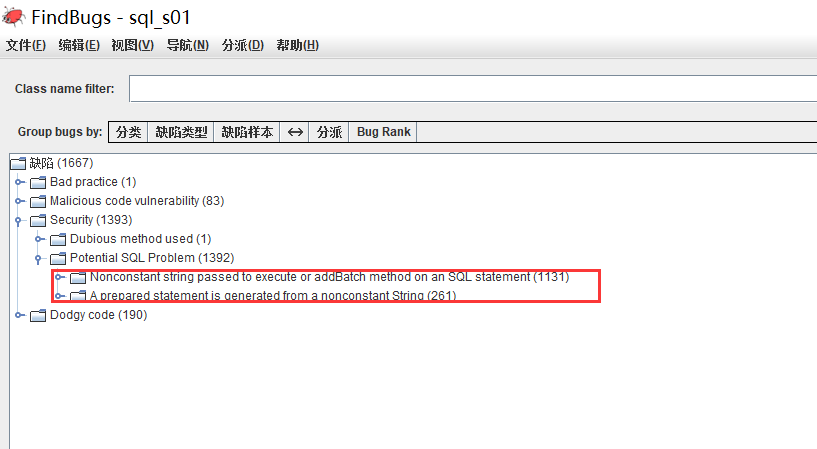 FindBugs - sql_s01
文件(F) 编辑(E) 视图(V) 导航(N) 分派(D) 帮助(H)
Class name filter:
Group bugs by: 分类 缺陷类型 缺陷样本 ↔ 分派 Bug Rank
缺陷 (1667)
Bad practice (1)
Malicious code vulnerability (83)
Security (1393)
Dubious method used (1)
Potential SQL Problem (1392)
Nonconstant string passed to execute or addBatch method on an SQL statement (1131)
A prepared statement is generated from a nonconstant String (261)
Dodgy code (190)